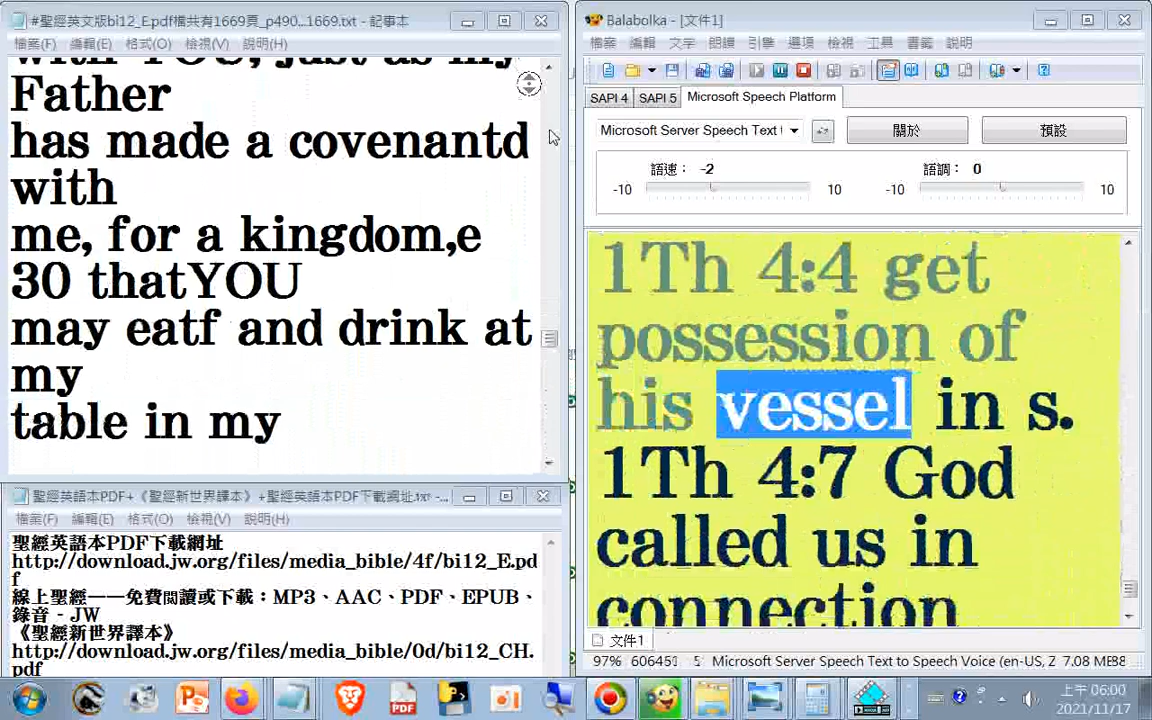 #聖經英文版bi12_E.pdf檔共有1669頁_p490...1669.txt - 記事本
檔案(F) 編輯(E) 格式(O) 檢視(V) 說明(H)
with YOU, just as my
Father
has made a covenantd
with
me, for a kingdom,e
30 thatYOU
may eatf and drink at
my
table in my
聖經英語本PDF+《聖經新世界譯本》+聖經英語本PDF下載網址.txt -...
檔案(F) 編輯(E) 格式(O) 檢視(V) 說明(H)
聖經英語本PDF下載網址
http://download.jw.org/files/media_bible/4f/bi12_E.pd
f
線上聖經——免費閱讀或下載：MP3、AAC、PDF、EPUB、
錄音 - JW
《聖經新世界譯本》
http://download.jw.org/files/media_bible/0d/bi12_CH.
pdf
Balabolka - [文件1]
檔案 編輯 文字 朗讀 引擎 選項 檢視 工具 書籤 說明
SAPI 4 SAPI 5 Microsoft Speech Platform
Microsoft Server Speech Text 關於 預設
語速： -2 語調： 0
-10 10 -10 10
1Th 4:4 get
possession of
his vessel in s.
1Th 4:7 God
called us in
connection
文件1
97% Microsoft Server Speech Text to Speech Voice (en-US, Z 7.08 MB
上午 06:00
2021/11/17